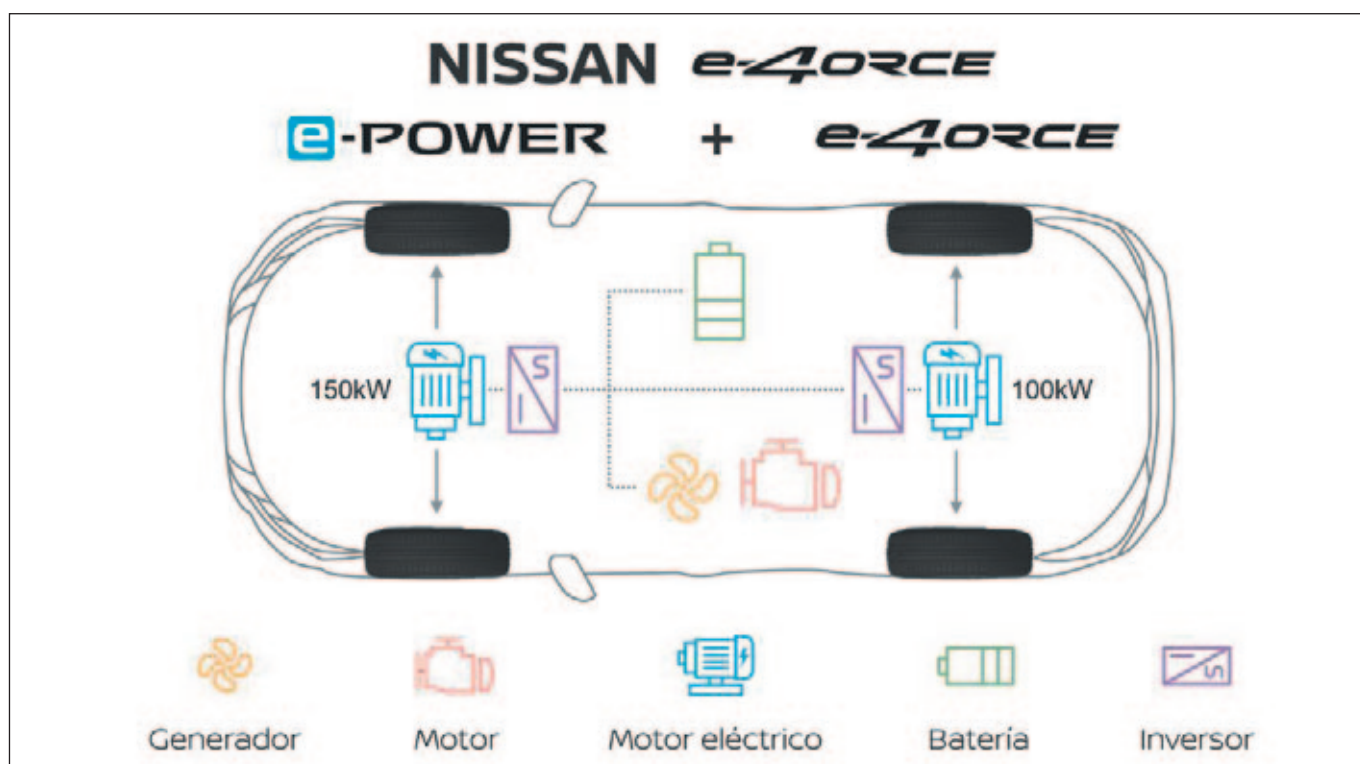 NISSAN e-4ORCE
e-POWER + e-4ORCE
150kW
S
I
S
I
100kW
Generador
Motor
Motor eléctrico
Batería
Inversor